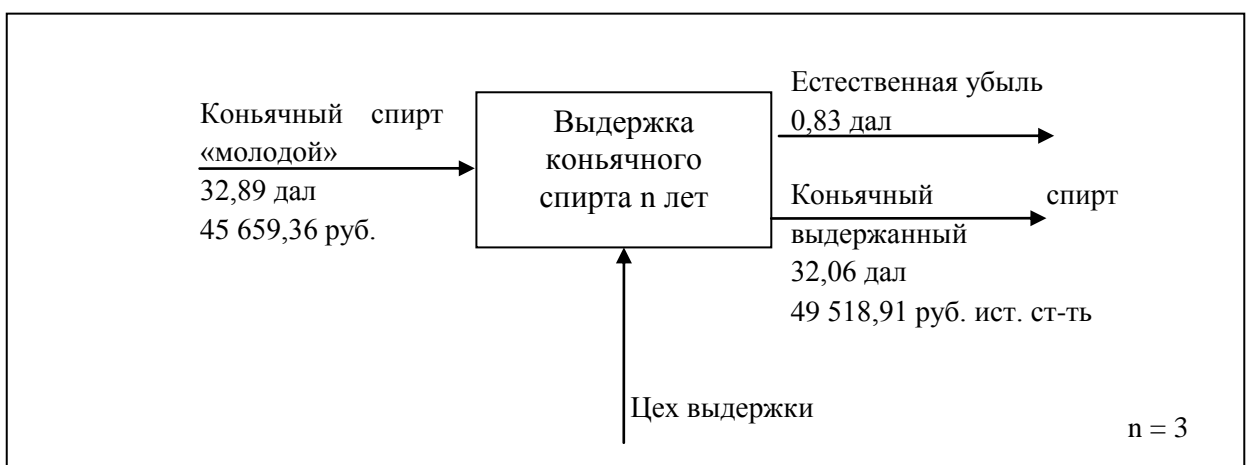 Коньячный спирт
«молодой»
32,89 дал
45 659,36 руб.
Выдержка
коньячного
спирта n лет
Естественная убыль
0,83 дал
Коньячный спирт
выдержанный
32,06 дал
49 518,91 руб. ист. ст-ть
Цех выдержки
n = 3